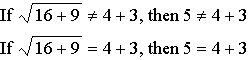 If √16 + 9 ≠ 4 + 3, then 5 ≠ 4 + 3
If √16 + 9 = 4 + 3, then 5 = 4 + 3